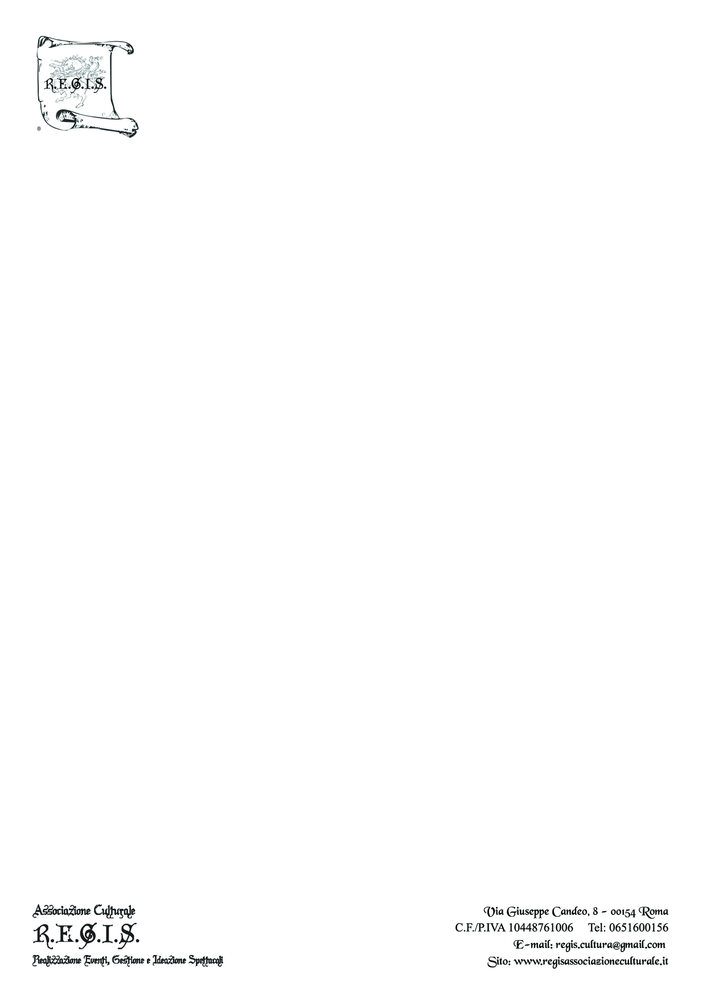 R.E.G.I.S.
®
Associazione Culturale
R.E.G.I.S.
Realizzazione Eventi, Gestione e Ideazione Spettacoli
Via Giuseppe Candeo, 8 - 00154 Roma
C.F./P.IVA 10448761006 Tel: 0651600156
E-mail: regis.cultura@gmail.com
Sito: www.regisassociazioneculturale.it